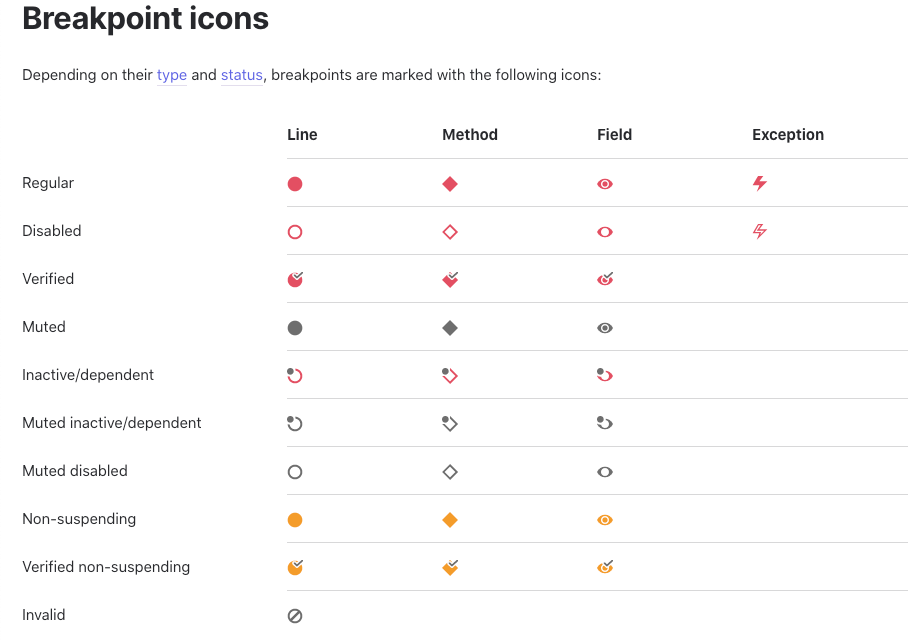 Breakpoint icons
Depending on their type and status, breakpoints are marked with the following icons:
Line Method Field Exception
Regular
Disabled
Verified
Muted
Inactive/dependent
Muted inactive/dependent
Muted disabled
Non-suspending
Verified non-suspending
Invalid